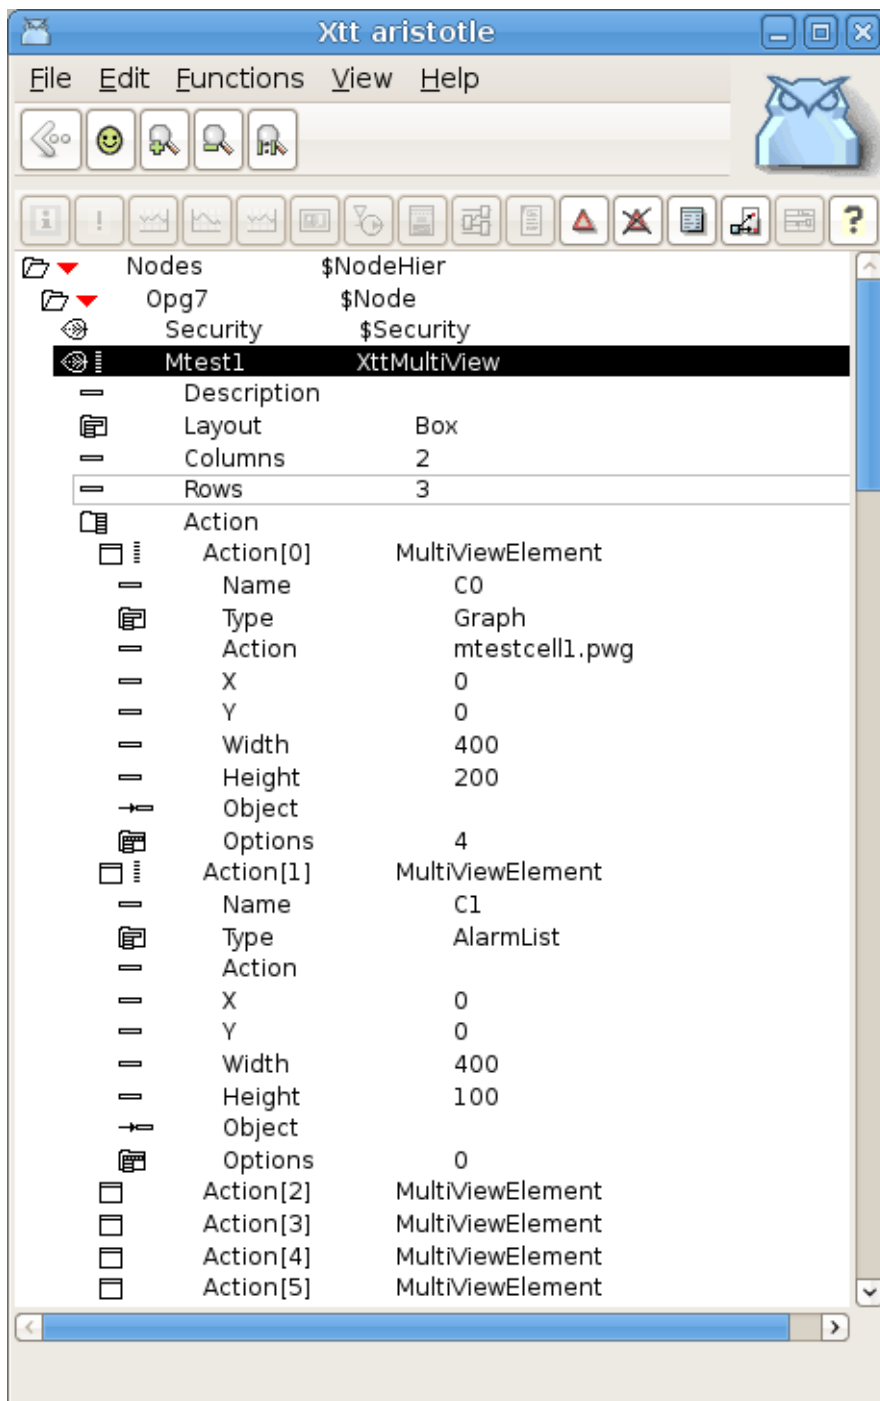 Xtt aristotle
File Edit Functions View Help
Nodes $NodeHier
Opg7 $Node
Security $Security
Mtest1 XttMultiView
Description
Layout Box
Columns 2
Rows 3
Action
Action[0] MultiViewElement
Name C0
Type Graph
Action mtestcell1.pwg
X 0
Y 0
Width 400
Height 200
Object
Options 4
Action[1] MultiViewElement
Name C1
Type AlarmList
Action
X 0
Y 0
Width 400
Height 100
Object
Options 0
Action[2] MultiViewElement
Action[3] MultiViewElement
Action[4] MultiViewElement
Action[5] MultiViewElement